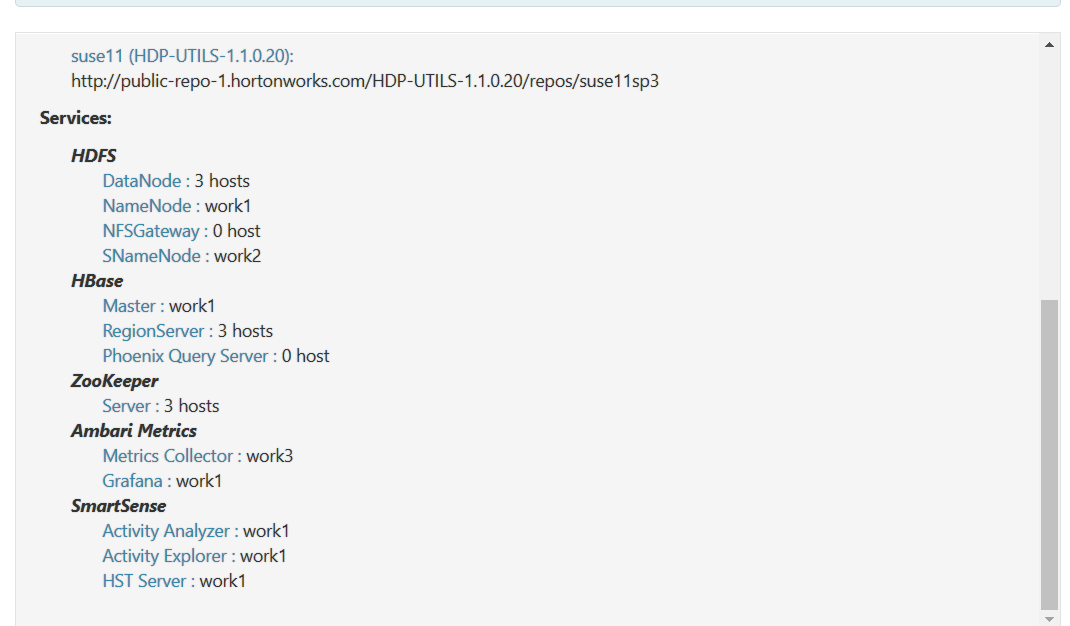 suse11 (HDP-UTILS-1.1.0.20):
http://public-repo-1.hortonworks.com/HDP-UTILS-1.1.0.20/repos/suse11sp3
Services:
HDFS
DataNode : 3 hosts
NameNode : work1
NFSGateway : 0 host
SNameNode : work2
HBase
Master : work1
RegionServer : 3 hosts
Phoenix Query Server : 0 host
ZooKeeper
Server : 3 hosts
Ambari Metrics
Metrics Collector : work3
Grafana : work1
SmartSense
Activity Analyzer : work1
Activity Explorer : work1
HST Server : work1